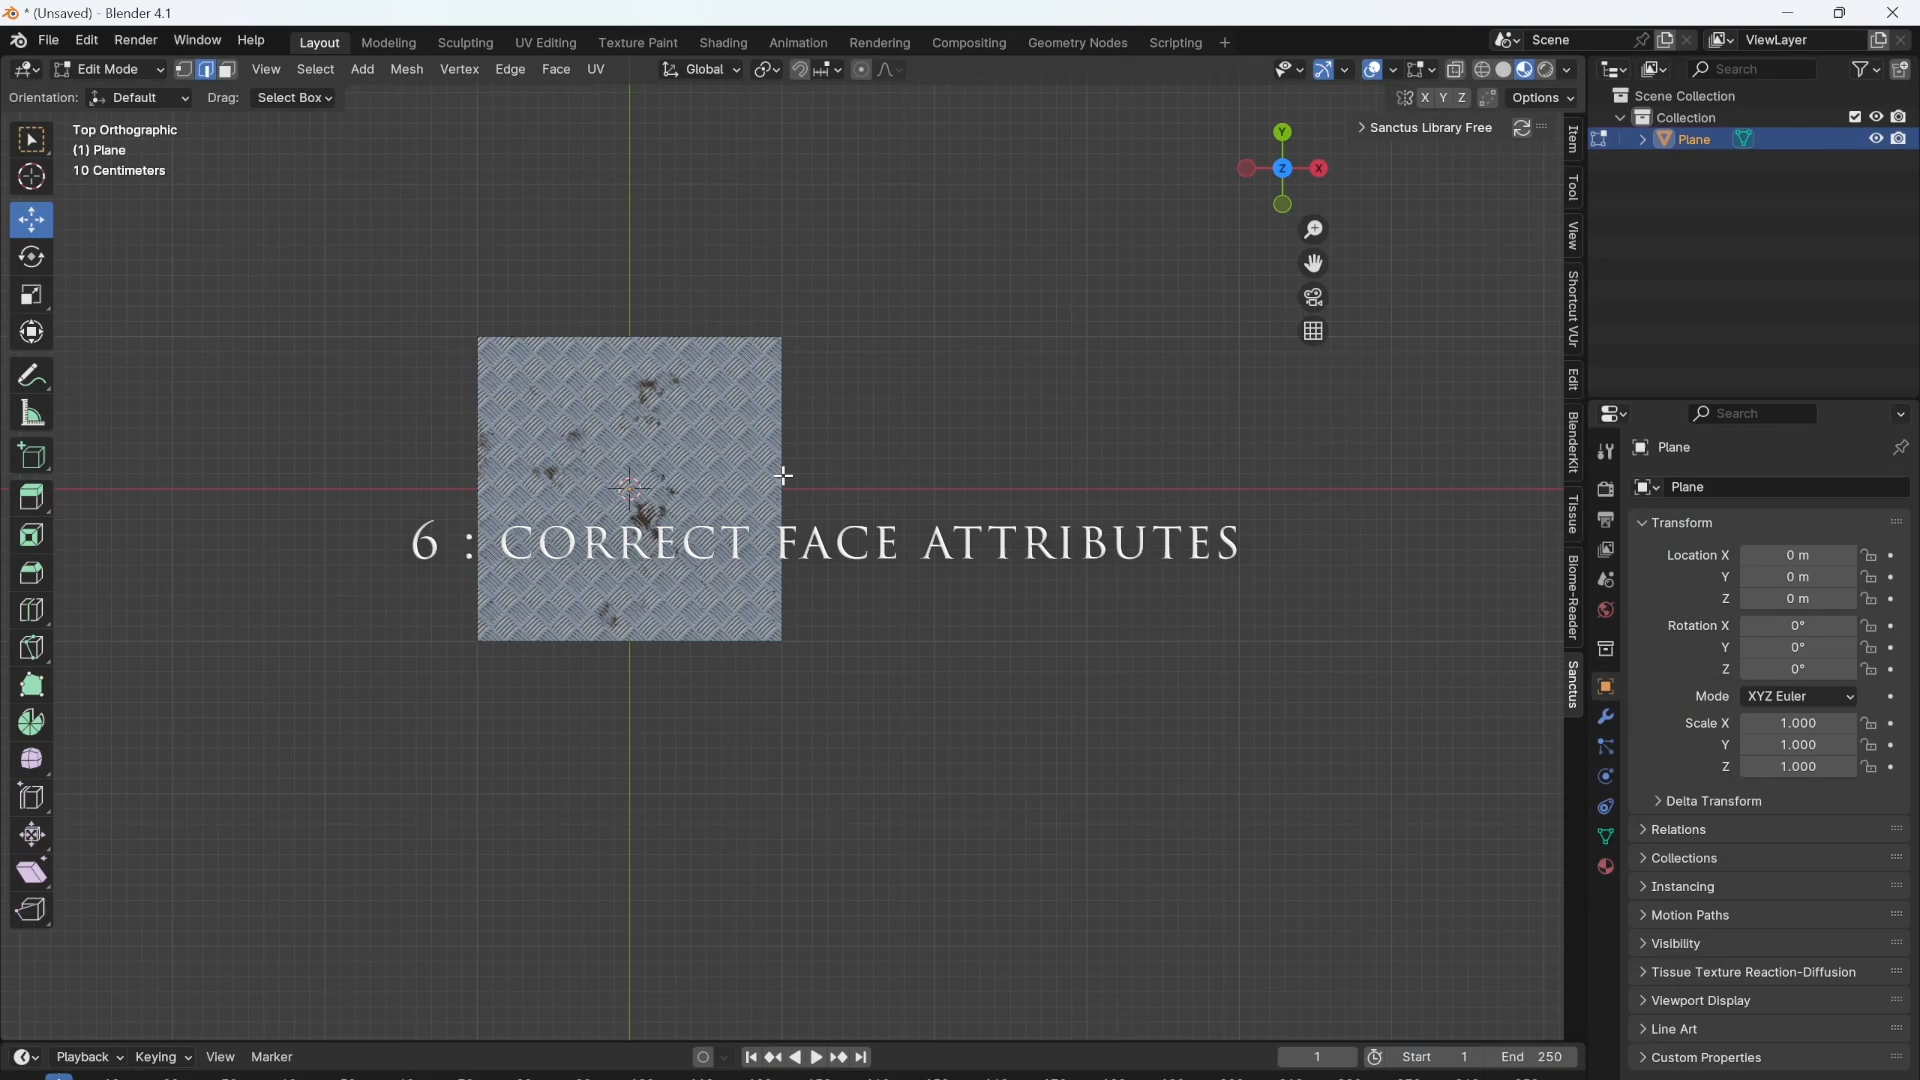 * (Unsaved) - Blender 4.1
File Edit Render Window Help Layout Modeling Sculpting UV Editing Texture Paint Shading Animation Rendering Compositing Geometry Nodes Scripting + Scene ViewLayer
Edit Mode View Select Add Mesh Vertex Edge Face UV Global Search
Orientation: Default Drag: Select Box X Y Z Options
Scene Collection
Collection
Plane
Top Orthographic
(1) Plane
10 Centimeters
Sanctus Library Free
Y
Z X
Item
Tool
View
Shortcut VUr
Edit
BlenderKit
Tissue
Biome-Reader
Sanctus
6 : CORRECT FACE ATTRIBUTES
Search
Plane
Plane
Transform
Location X 0 m
Y 0 m
Z 0 m
Rotation X 0°
Y 0°
Z 0°
Mode XYZ Euler
Scale X 1.000
Y 1.000
Z 1.000
Delta Transform
Relations
Collections
Instancing
Motion Paths
Visibility
Tissue Texture Reaction-Diffusion
Viewport Display
Line Art
Custom Properties
Playback Keying View Marker 1 Start 1 End 250